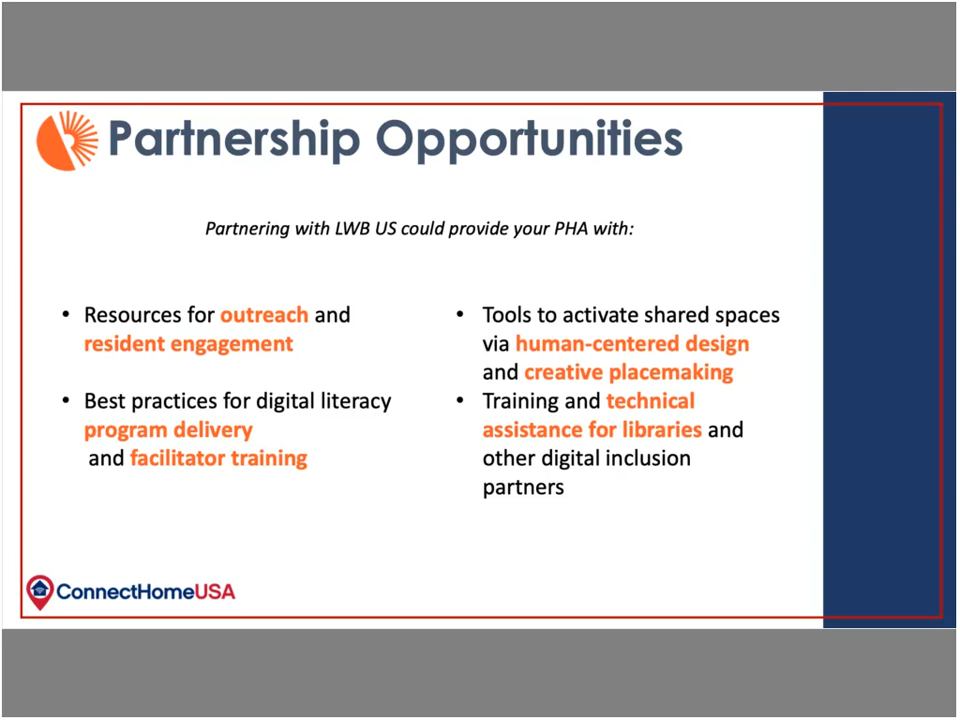 Partnership Opportunities
Partnering with LWB US could provide your PHA with:
• Resources for outreach and
resident engagement
• Best practices for digital literacy
program delivery
and facilitator training
• Tools to activate shared spaces
via human-centered design
and creative placemaking
• Training and technical
assistance for libraries and
other digital inclusion
partners
ConnectHomeUSA